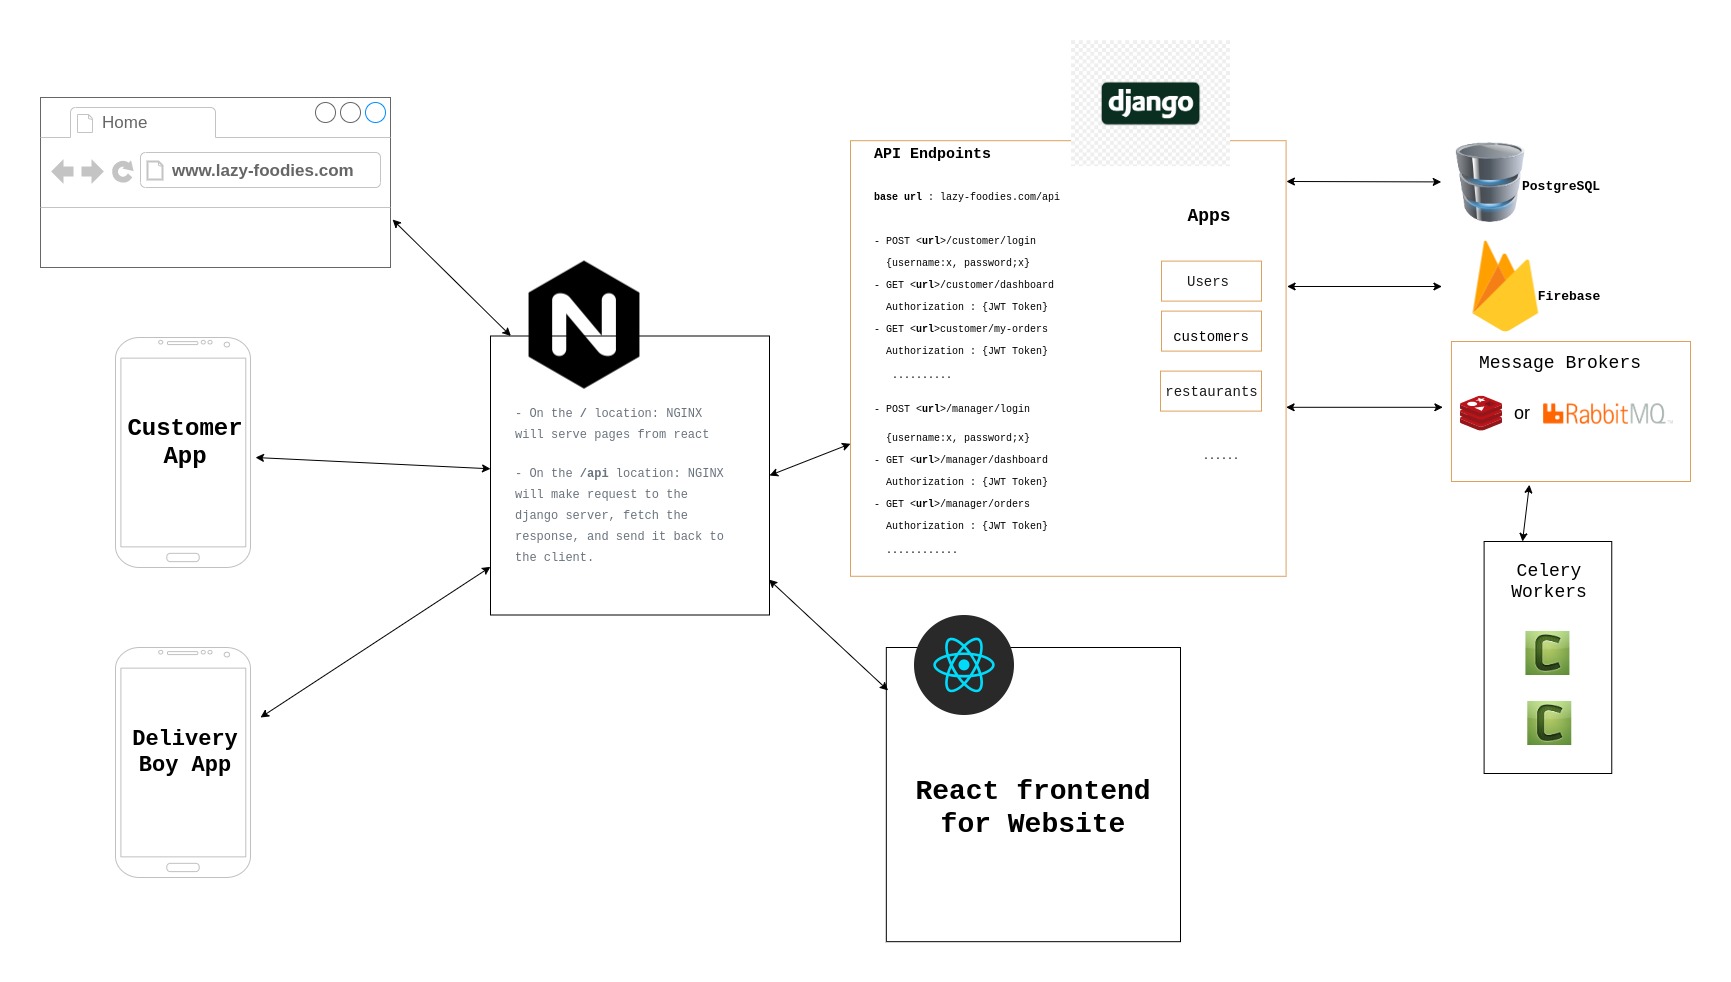 Home
www.lazy-foodies.com
Customer
App
Delivery
Boy App
N
- On the / location: NGINX
will serve pages from react
- On the /api location: NGINX
will make request to the
django server, fetch the
response, and send it back to
the client.
django
API Endpoints
base url : lazy-foodies.com/api
- POST <url>/customer/login
{username:x, password;x}
- GET <url>/customer/dashboard
Authorization : {JWT Token}
- GET <url>customer/my-orders
Authorization : {JWT Token}
..........
- POST <url>/manager/login
{username:x, password;x}
- GET <url>/manager/dashboard
Authorization : {JWT Token}
- GET <url>/manager/orders
Authorization : {JWT Token}
............
Apps
Users
customers
restaurants
......
React frontend
for Website
PostgreSQL
Firebase
Message Brokers
or RabbitMQ
Celery
Workers
C
C